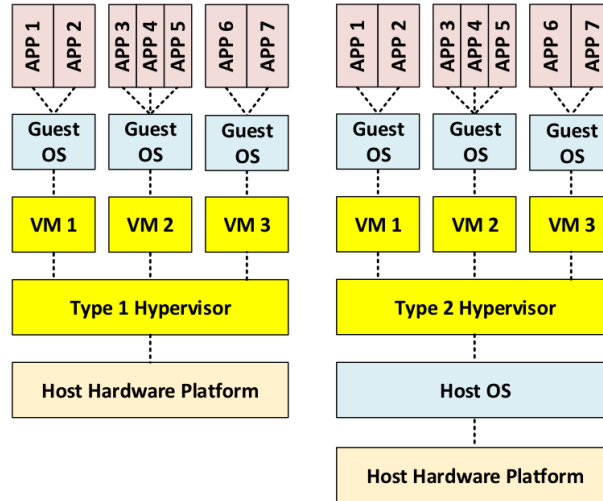 APP 1
APP 2
APP 3
APP 4
APP 5
APP 6
APP 7
Guest
OS
Guest
OS
Guest
OS
VM 1
VM 2
VM 3
Type 1 Hypervisor
Host Hardware Platform
APP 1
APP 2
APP 3
APP 4
APP 5
APP 6
APP 7
Guest
OS
Guest
OS
Guest
OS
VM 1
VM 2
VM 3
Type 2 Hypervisor
Host OS
Host Hardware Platform